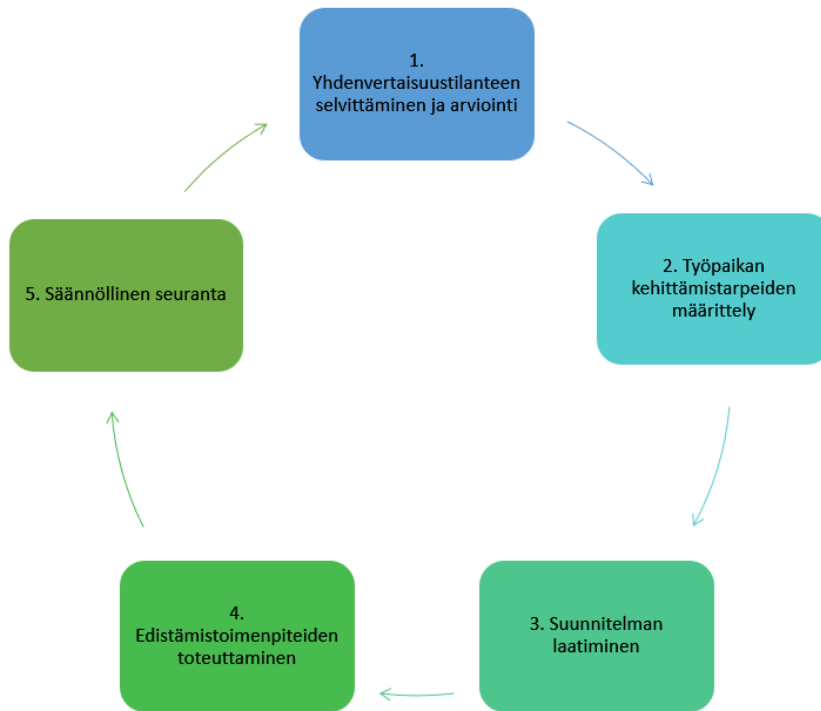 1.
Yhdenvertaisuustilanteen
selvittäminen ja arviointi
2. Työpaikan
kehittämistarpeiden
määrittely
3. Suunnitelman
laatiminen
4.
Edistämistoimenpiteiden
toteuttaminen
5. Säännöllinen seuranta